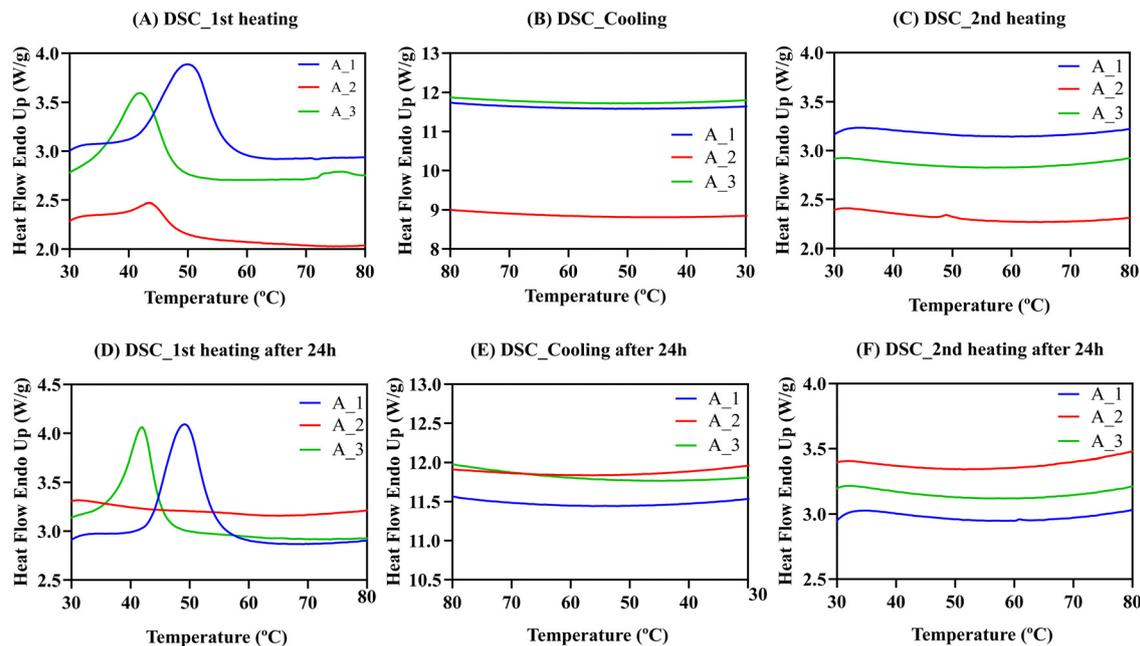 (A) DSC_1st heating
Heat Flow Endo Up (W/g)
4.0
3.5
3.0
2.5
2.0
30 40 50 60 70 80
Temperature (ºC)
A_1
A_2
A_3
(B) DSC_Cooling
Heat Flow Endo Up (W/g)
13
12
11
10
9
8
80 70 60 50 40 30
Temperature (ºC)
A_1
A_2
A_3
(C) DSC_2nd heating
Heat Flow Endo Up (W/g)
4.0
3.5
3.0
2.5
2.0
30 40 50 60 70 80
Temperature (ºC)
A_1
A_2
A_3
(D) DSC_1st heating after 24h
Heat Flow Endo Up (W/g)
4.5
4.0
3.5
3.0
2.5
30 40 50 60 70 80
Temperature (ºC)
A_1
A_2
A_3
(E) DSC_Cooling after 24h
Heat Flow Endo Up (W/g)
13.0
12.5
12.0
11.5
11.0
10.5
80 70 60 50 40 30
Temperature (ºC)
A_1
A_2
A_3
(F) DSC_2nd heating after 24h
Heat Flow Endo Up (W/g)
4.0
3.5
3.0
2.5
30 40 50 60 70 80
Temperature (ºC)
A_1
A_2
A_3